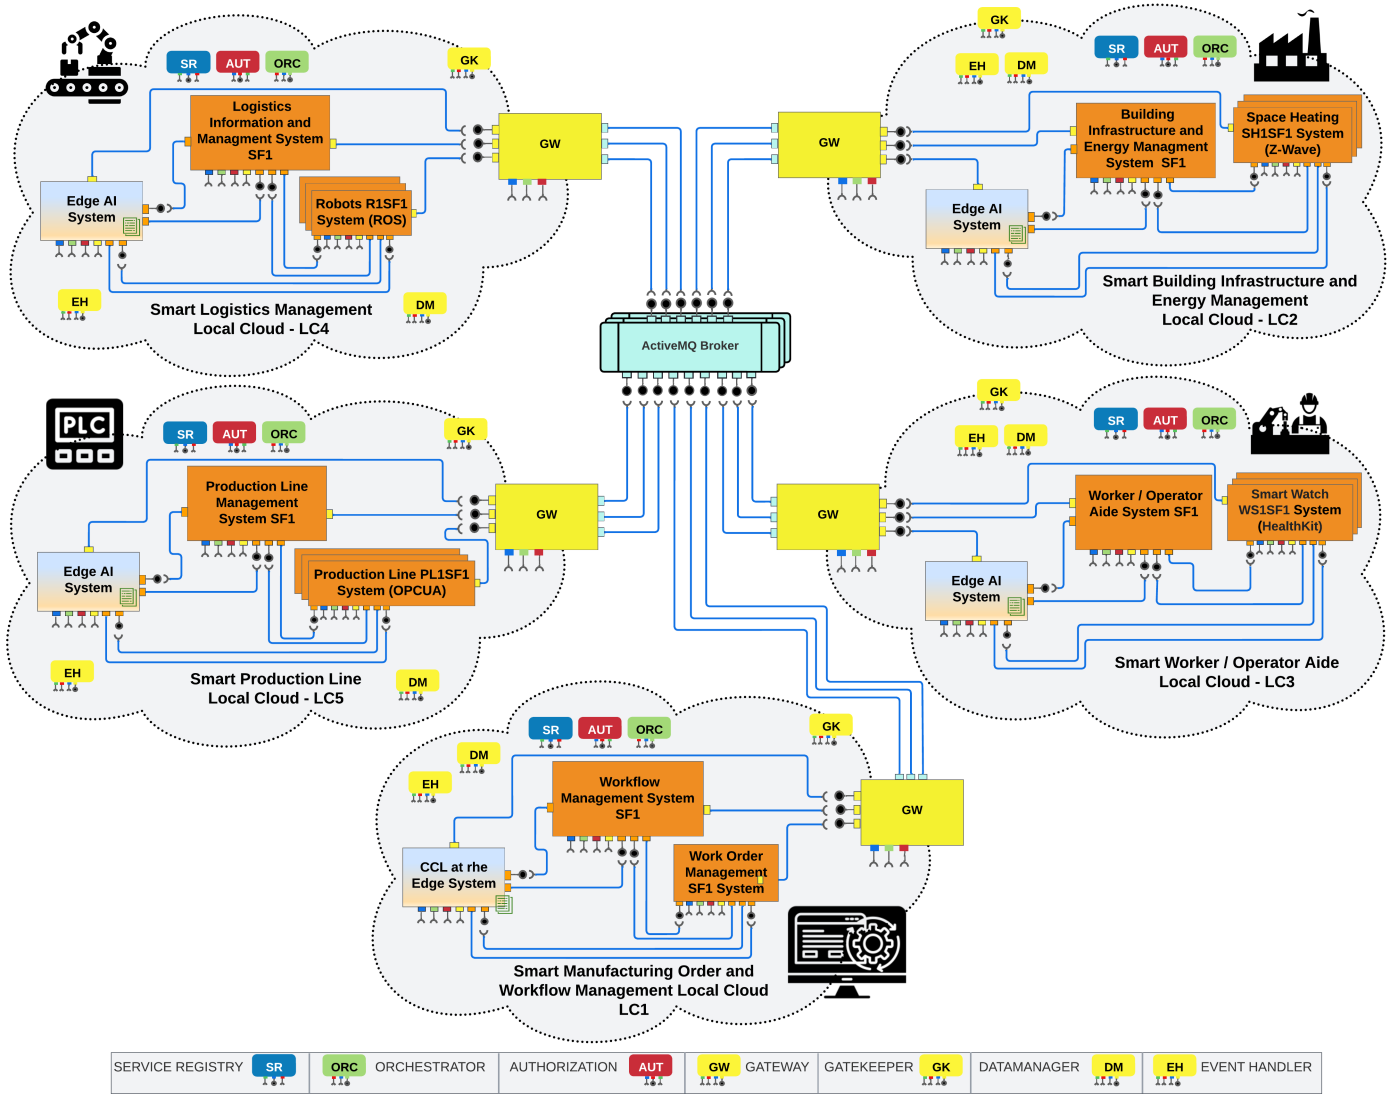 SR
AUT
ORC
GK
Logistics
Information and
Managment System
SF1
GW
Edge AI
System
Robots R1SF1
System (ROS)
EH
DM
Smart Logistics Management
Local Cloud - LC4
GK
EH
DM
SR
AUT
ORC
GW
Building
Infrastructure and
Energy Managment
System SF1
Space Heating
SH1SF1 System
(Z-Wave)
Edge AI
System
Smart Building Infrastructure and
Energy Management
Local Cloud - LC2
ActiveMQ Broker
PLC
SR
AUT
ORC
GK
Production Line
Management
System SF1
GW
Edge AI
System
Production Line PL1SF1
System (OPCUA)
EH
DM
Smart Production Line
Local Cloud - LC5
GK
EH
DM
SR
AUT
ORC
GW
Worker / Operator
Aide System SF1
Smart Watch
WS1SF1 System
(HealthKit)
Edge AI
System
Smart Worker / Operator Aide
Local Cloud - LC3
SR
AUT
ORC
GK
DM
EH
Workflow
Management System
SF1
GW
CCL at rhe
Edge System
Work Order
Management
SF1 System
Smart Manufacturing Order and
Workflow Management Local Cloud
LC1
SERVICE REGISTRY SR
ORC ORCHESTRATOR
AUTHORIZATION AUT
GW GATEWAY
GATEKEEPER GK
DATAMANAGER DM
EH EVENT HANDLER